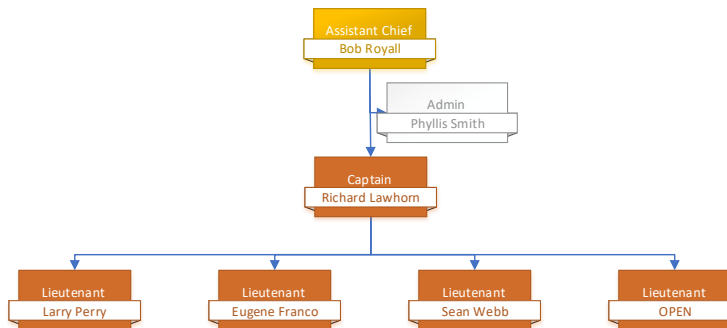 Assistant Chief
Bob Royall
Admin
Phyllis Smith
Captain
Richard Lawhorn
Lieutenant
Larry Perry
Lieutenant
Eugene Franco
Lieutenant
Sean Webb
Lieutenant
OPEN